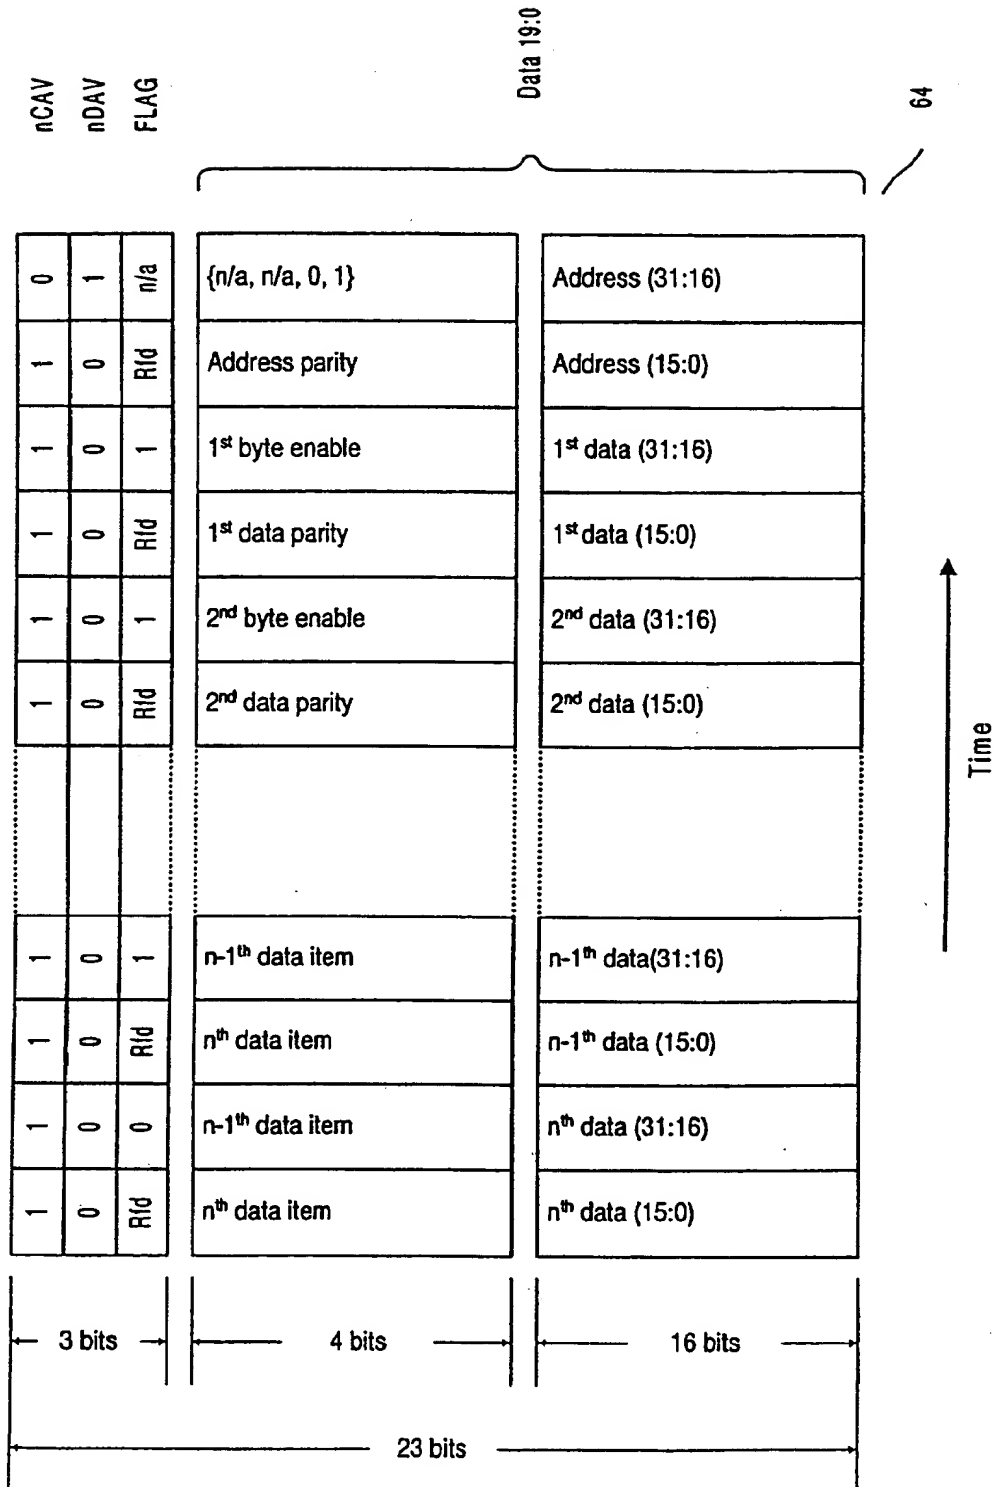 nCAV nDAV FLAG Data 19:0
64
0 1 n/a {n/a, n/a, 0, 1} Address (31:16)
1 0 Rfd Address parity Address (15:0)
1 0 1 1st byte enable 1st data (31:16)
1 0 Rfd 1st data parity 1st data (15:0)
1 0 1 2nd byte enable 2nd data (31:16)
1 0 Rfd 2nd data parity 2nd data (15:0)
Time
1 0 1 n-1th data item n-1th data(31:16)
1 0 Rfd nth data item n-1th data (15:0)
1 0 0 n-1th data item nth data (31:16)
1 0 Rfd nth data item nth data (15:0)
3 bits 4 bits 16 bits
23 bits